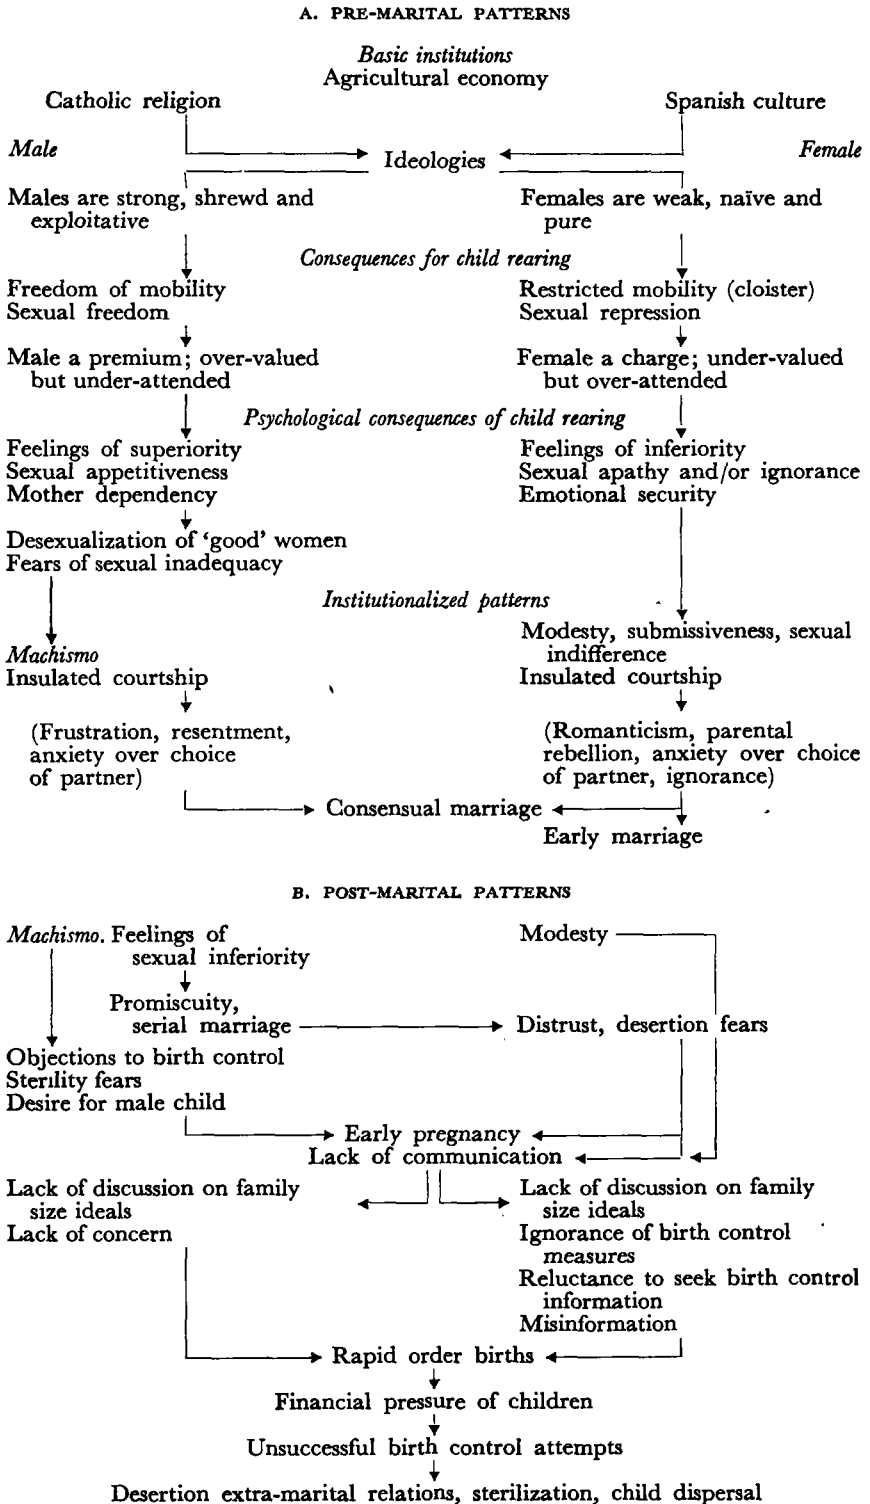 A. PRE-MARITAL PATTERNS
Basic institutions
Agricultural economy
Catholic religion
Spanish culture
Male
Female
Ideologies
Males are strong, shrewd and
exploitative
Females are weak, naïve and
pure
Consequences for child rearing
Freedom of mobility
Sexual freedom
Restricted mobility (cloister)
Sexual repression
Male a premium; over-valued
but under-attended
Female a charge; under-valued
but over-attended
Psychological consequences of child rearing
Feelings of superiority
Sexual appetitiveness
Mother dependency
Feelings of inferiority
Sexual apathy and/or ignorance
Emotional security
Desexualization of ‘good’ women
Fears of sexual inadequacy
Institutionalized patterns
Machismo
Insulated courtship
Modesty, submissiveness, sexual
indifference
Insulated courtship
(Frustration, resentment,
anxiety over choice
of partner)
(Romanticism, parental
rebellion, anxiety over choice
of partner, ignorance)
Consensual marriage
Early marriage
B. POST-MARITAL PATTERNS
Machismo. Feelings of
sexual inferiority
Modesty
Promiscuity,
serial marriage
Distrust, desertion fears
Objections to birth control
Sterility fears
Desire for male child
Early pregnancy
Lack of communication
Lack of discussion on family
size ideals
Lack of concern
Lack of discussion on family
size ideals
Ignorance of birth control
measures
Reluctance to seek birth control
information
Misinformation
Rapid order births
Financial pressure of children
Unsuccessful birth control attempts
Desertion extra-marital relations, sterilization, child dispersal